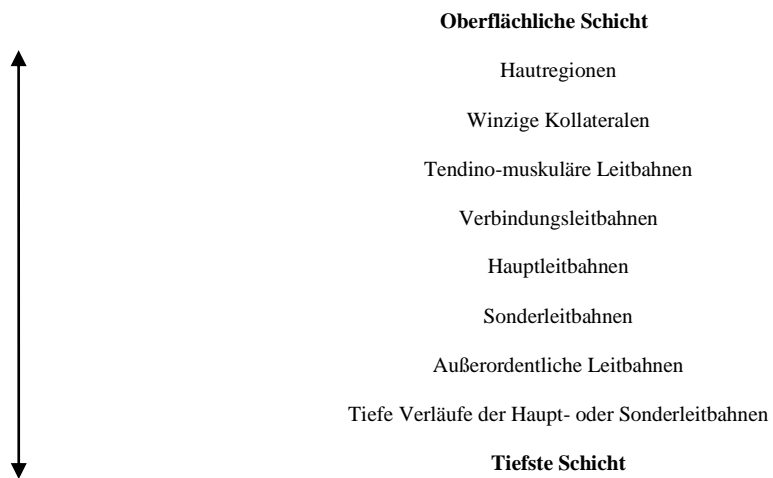 Oberflächliche Schicht
Hautregionen
Winzige Kollateralen
Tendino-muskuläre Leitbahnen
Verbindungsleitbahnen
Hauptleitbahnen
Sonderleitbahnen
Außerordentliche Leitbahnen
Tiefe Verläufe der Haupt- oder Sonderleitbahnen
Tiefste Schicht